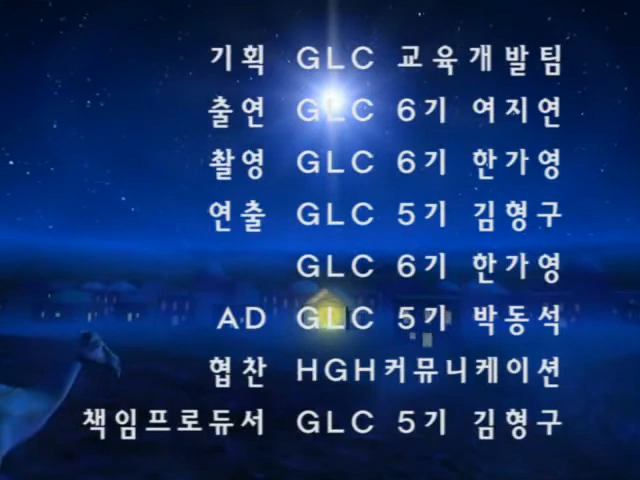 기획 GLC 교육개발팀
출연 GLC 6기 여지연
촬영 GLC 6기 한가영
연출 GLC 5기 김형구
GLC 6기 한가영
AD GLC 5기 박동석
협찬 HGH커뮤니케이션
책임프로듀서 GLC 5기 김형구